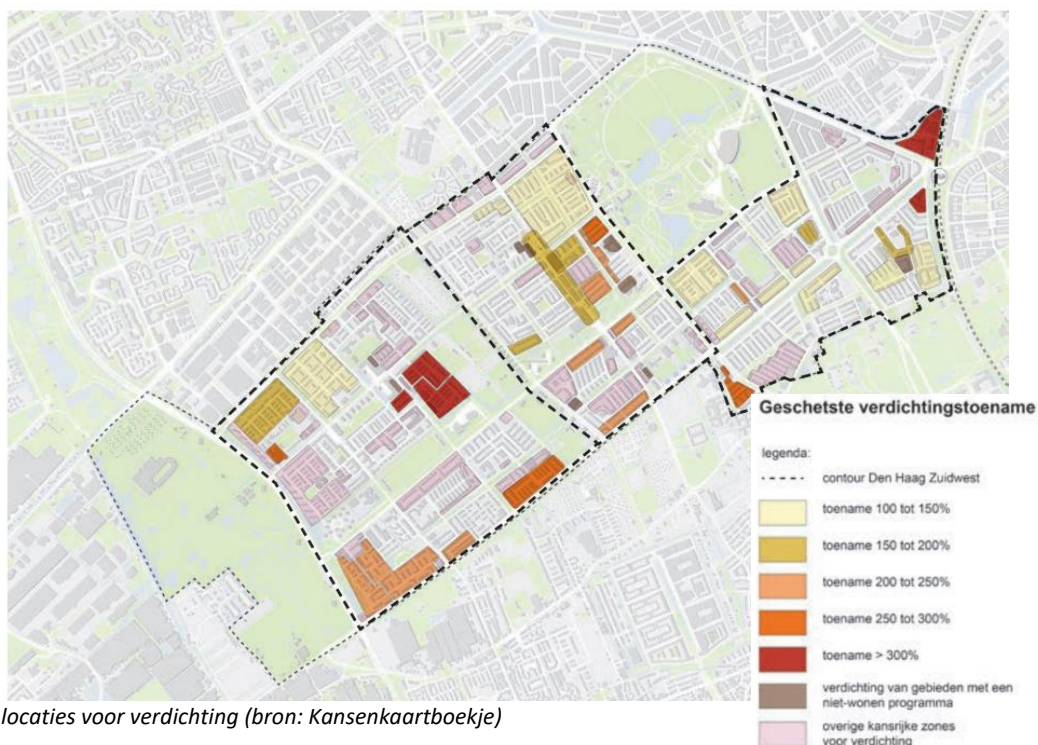 Geschetste verdichtingstoename
legenda:
contour Den Haag Zuidwest
toename 100 tot 150%
toename 150 tot 200%
toename 200 tot 250%
toename 250 tot 300%
toename > 300%
verdichting van gebieden met een
niet-wonen programma
overige kansrijke zones
voor verdichting
locaties voor verdichting (bron: Kansenkaartboekje)